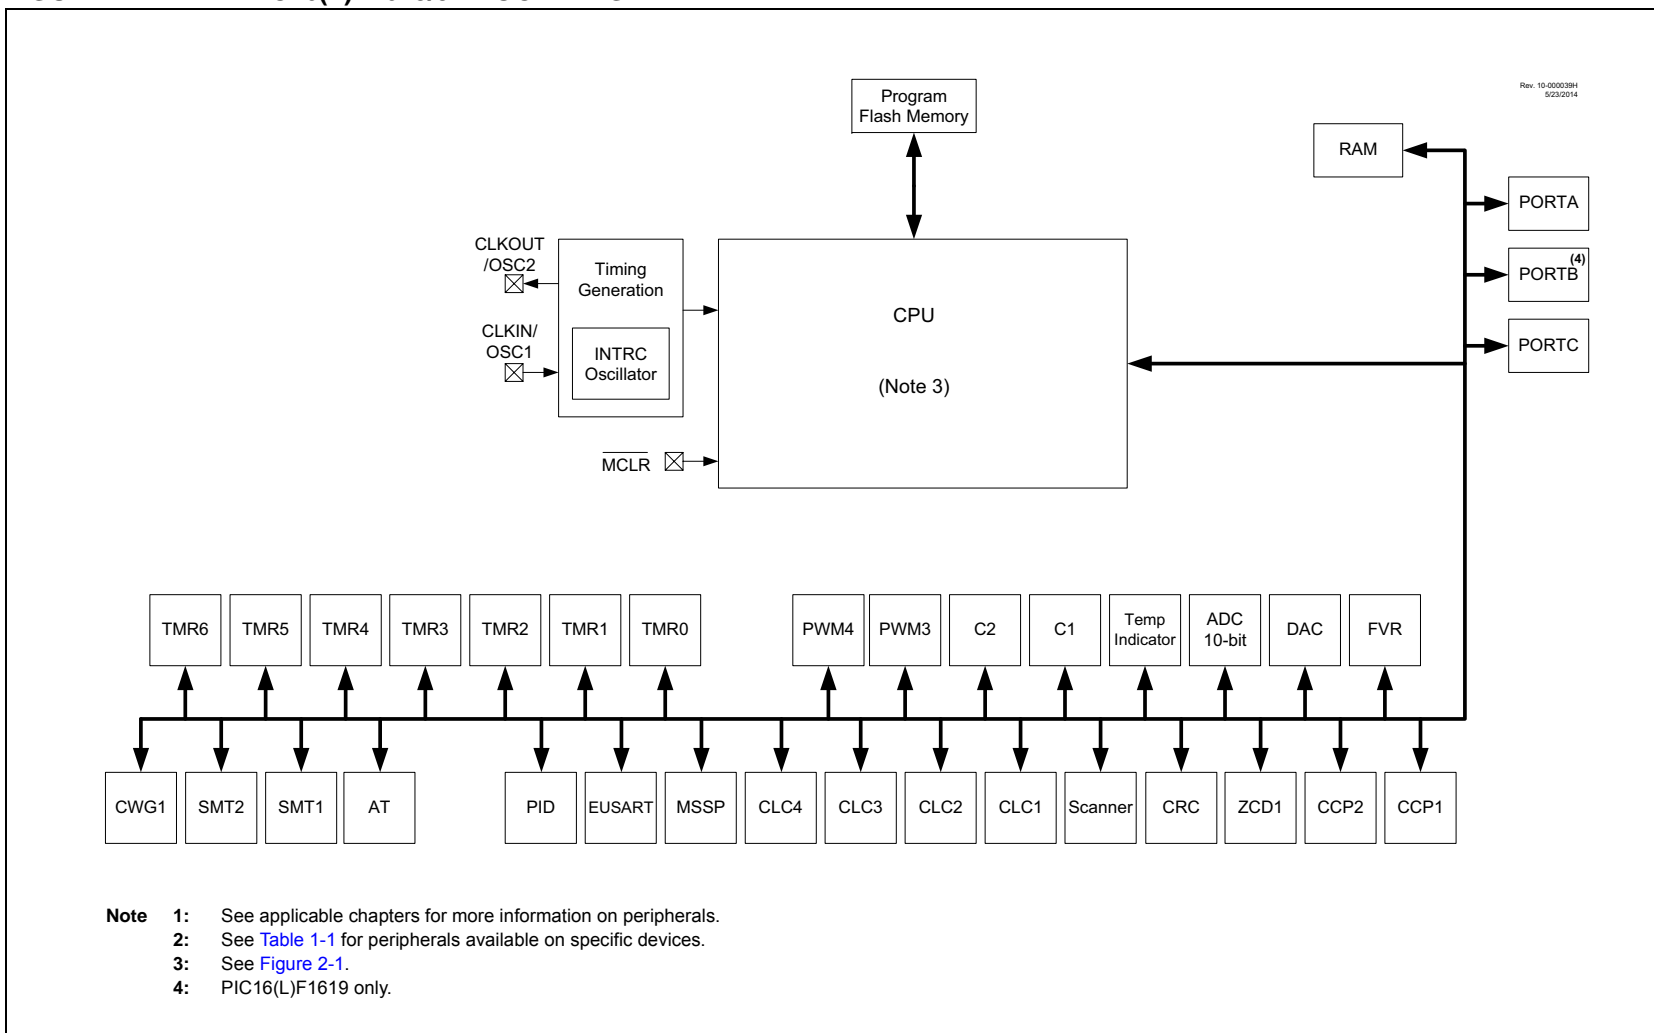 Program
Flash Memory
Rev. 10-000039H
5/23/2014
RAM
PORTA
PORTB(4)
PORTC
CLKOUT
/OSC2
Timing
Generation
CLKIN/
OSC1
INTRC
Oscillator
CPU
(Note 3)
MCLR
TMR6 TMR5 TMR4 TMR3 TMR2 TMR1 TMR0 PWM4 PWM3 C2 C1
Temp
Indicator
ADC
10-bit
DAC FVR
CWG1 SMT2 SMT1 AT PID EUSART MSSP CLC4 CLC3 CLC2 CLC1 Scanner CRC ZCD1 CCP2 CCP1
Note 1: See applicable chapters for more information on peripherals.
2: See Table 1-1 for peripherals available on specific devices.
3: See Figure 2-1.
4: PIC16(L)F1619 only.